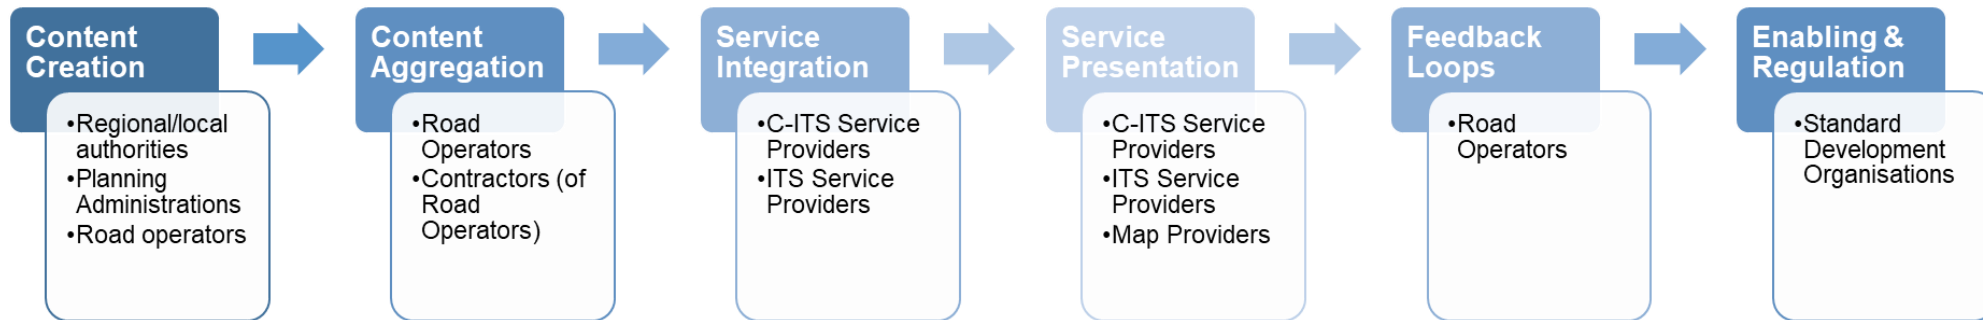 Content
Creation
•Regional/local
authorities
•Planning
Administrations
•Road operators
Content
Aggregation
•Road
Operators
•Contractors (of
Road
Operators)
Service
Integration
•C-ITS Service
Providers
•ITS Service
Providers
Service
Presentation
•C-ITS Service
Providers
•ITS Service
Providers
•Map Providers
Feedback
Loops
•Road
Operators
Enabling &
Regulation
•Standard
Development
Organisations